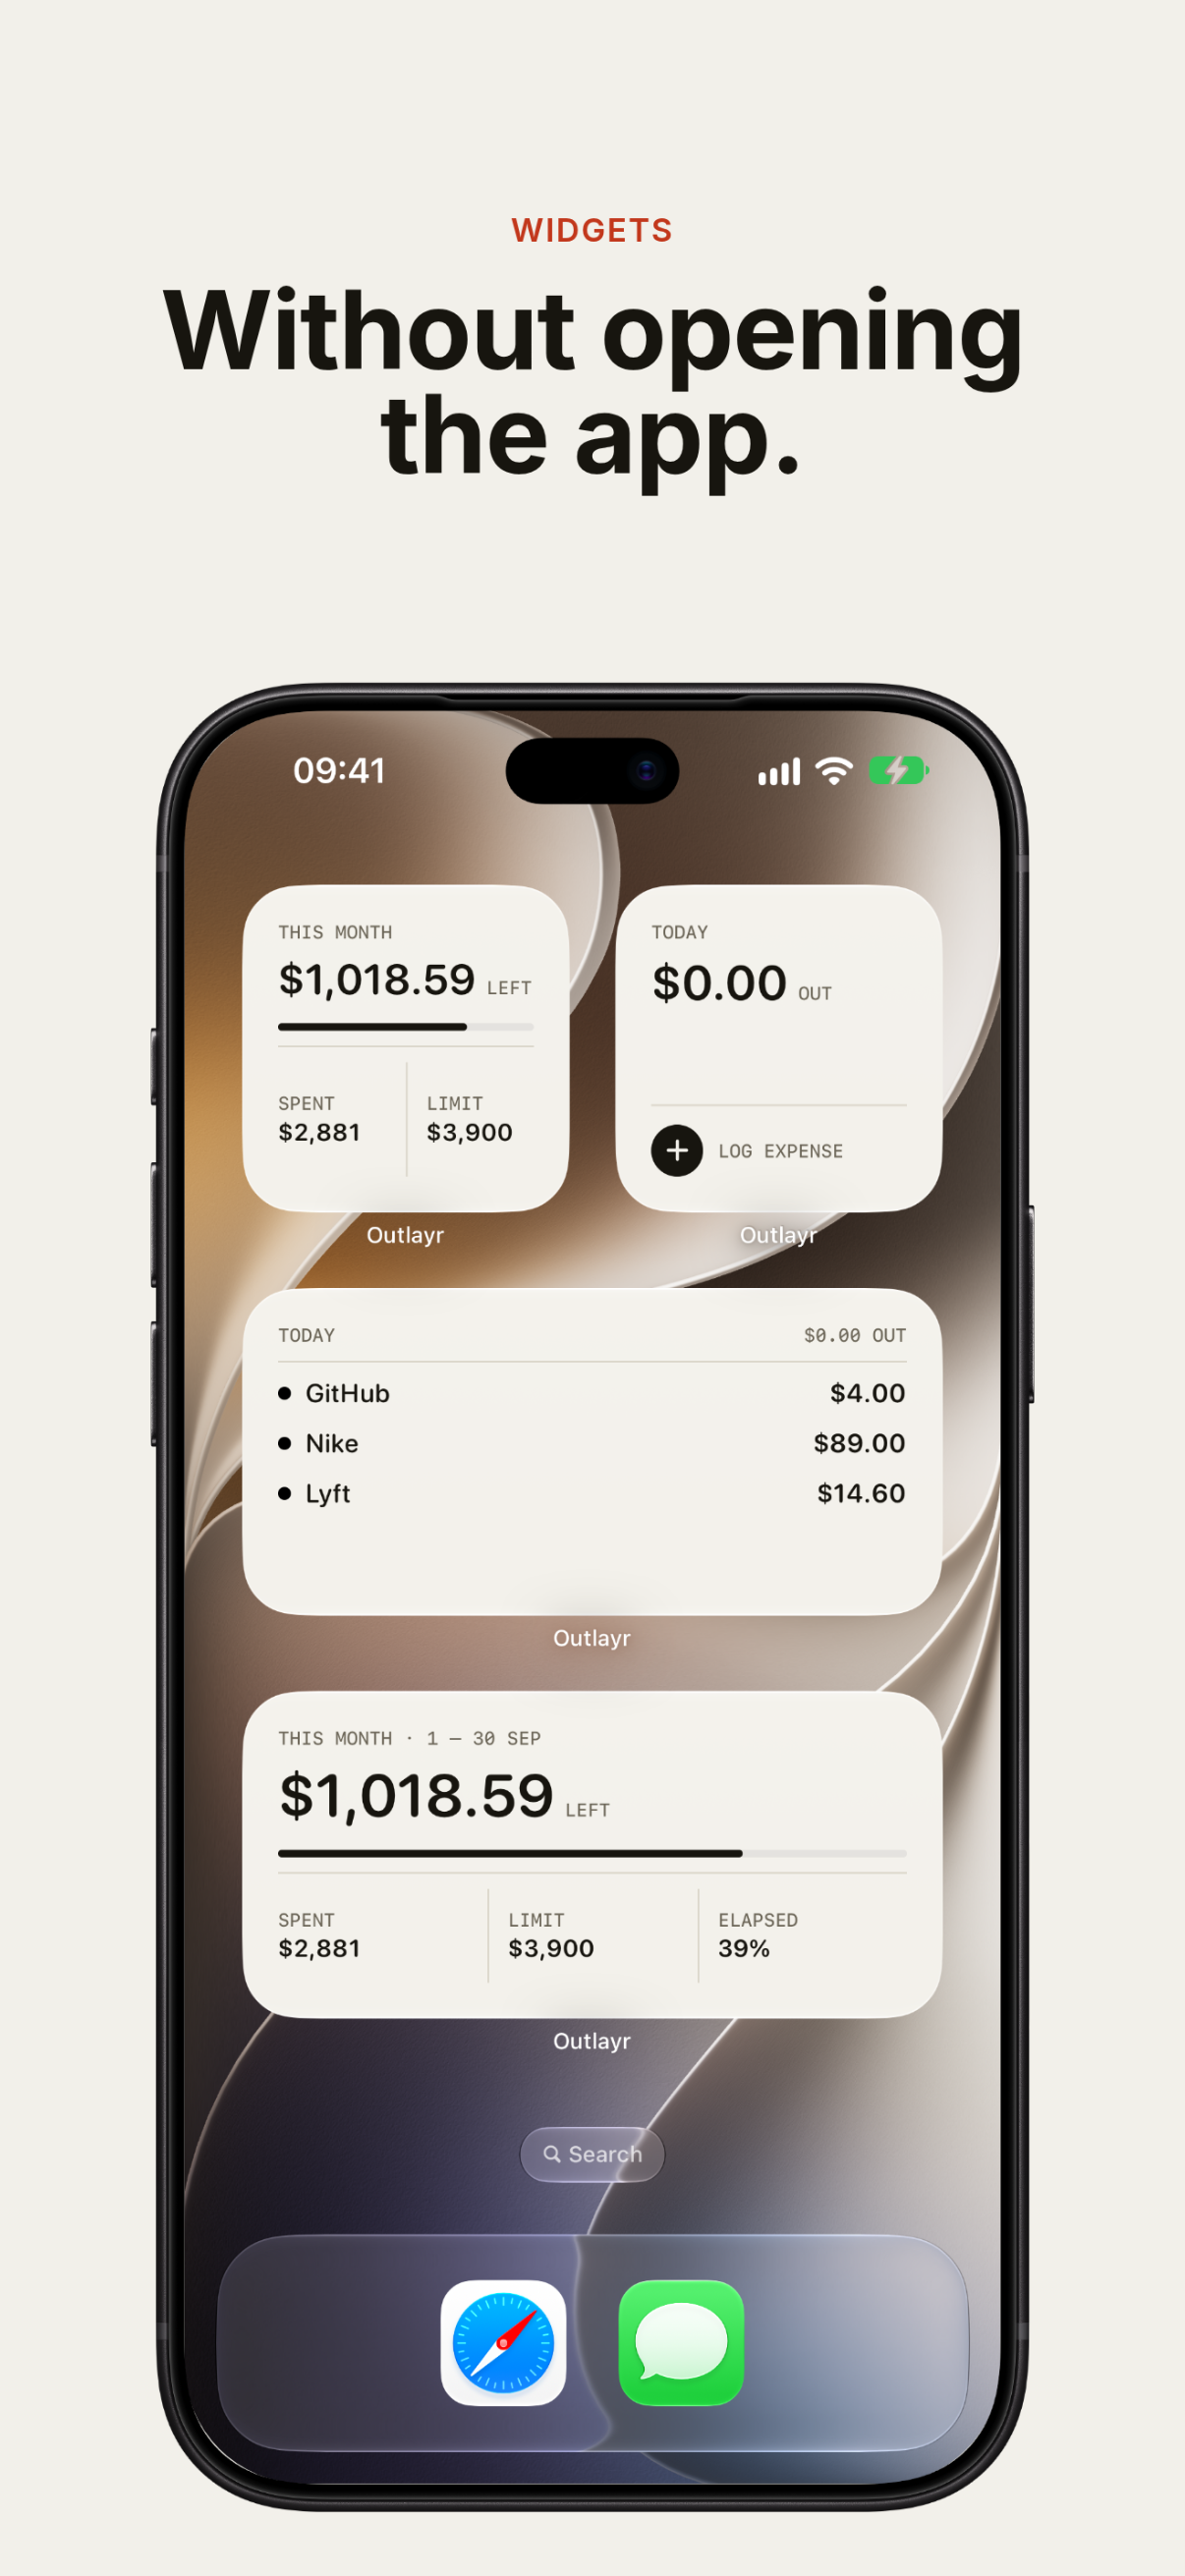 WIDGETS
Without opening
the app.
09:41
THIS MONTH
$1,018.59 LEFT
SPENT
$2,881
LIMIT
$3,900
Outlayr
TODAY
$0.00 OUT
LOG EXPENSE
Outlayr
TODAY $0.00 OUT
GitHub $4.00
Nike $89.00
Lyft $14.60
Outlayr
THIS MONTH · 1 — 30 SEP
$1,018.59 LEFT
SPENT
$2,881
LIMIT
$3,900
ELAPSED
39%
Outlayr
Search